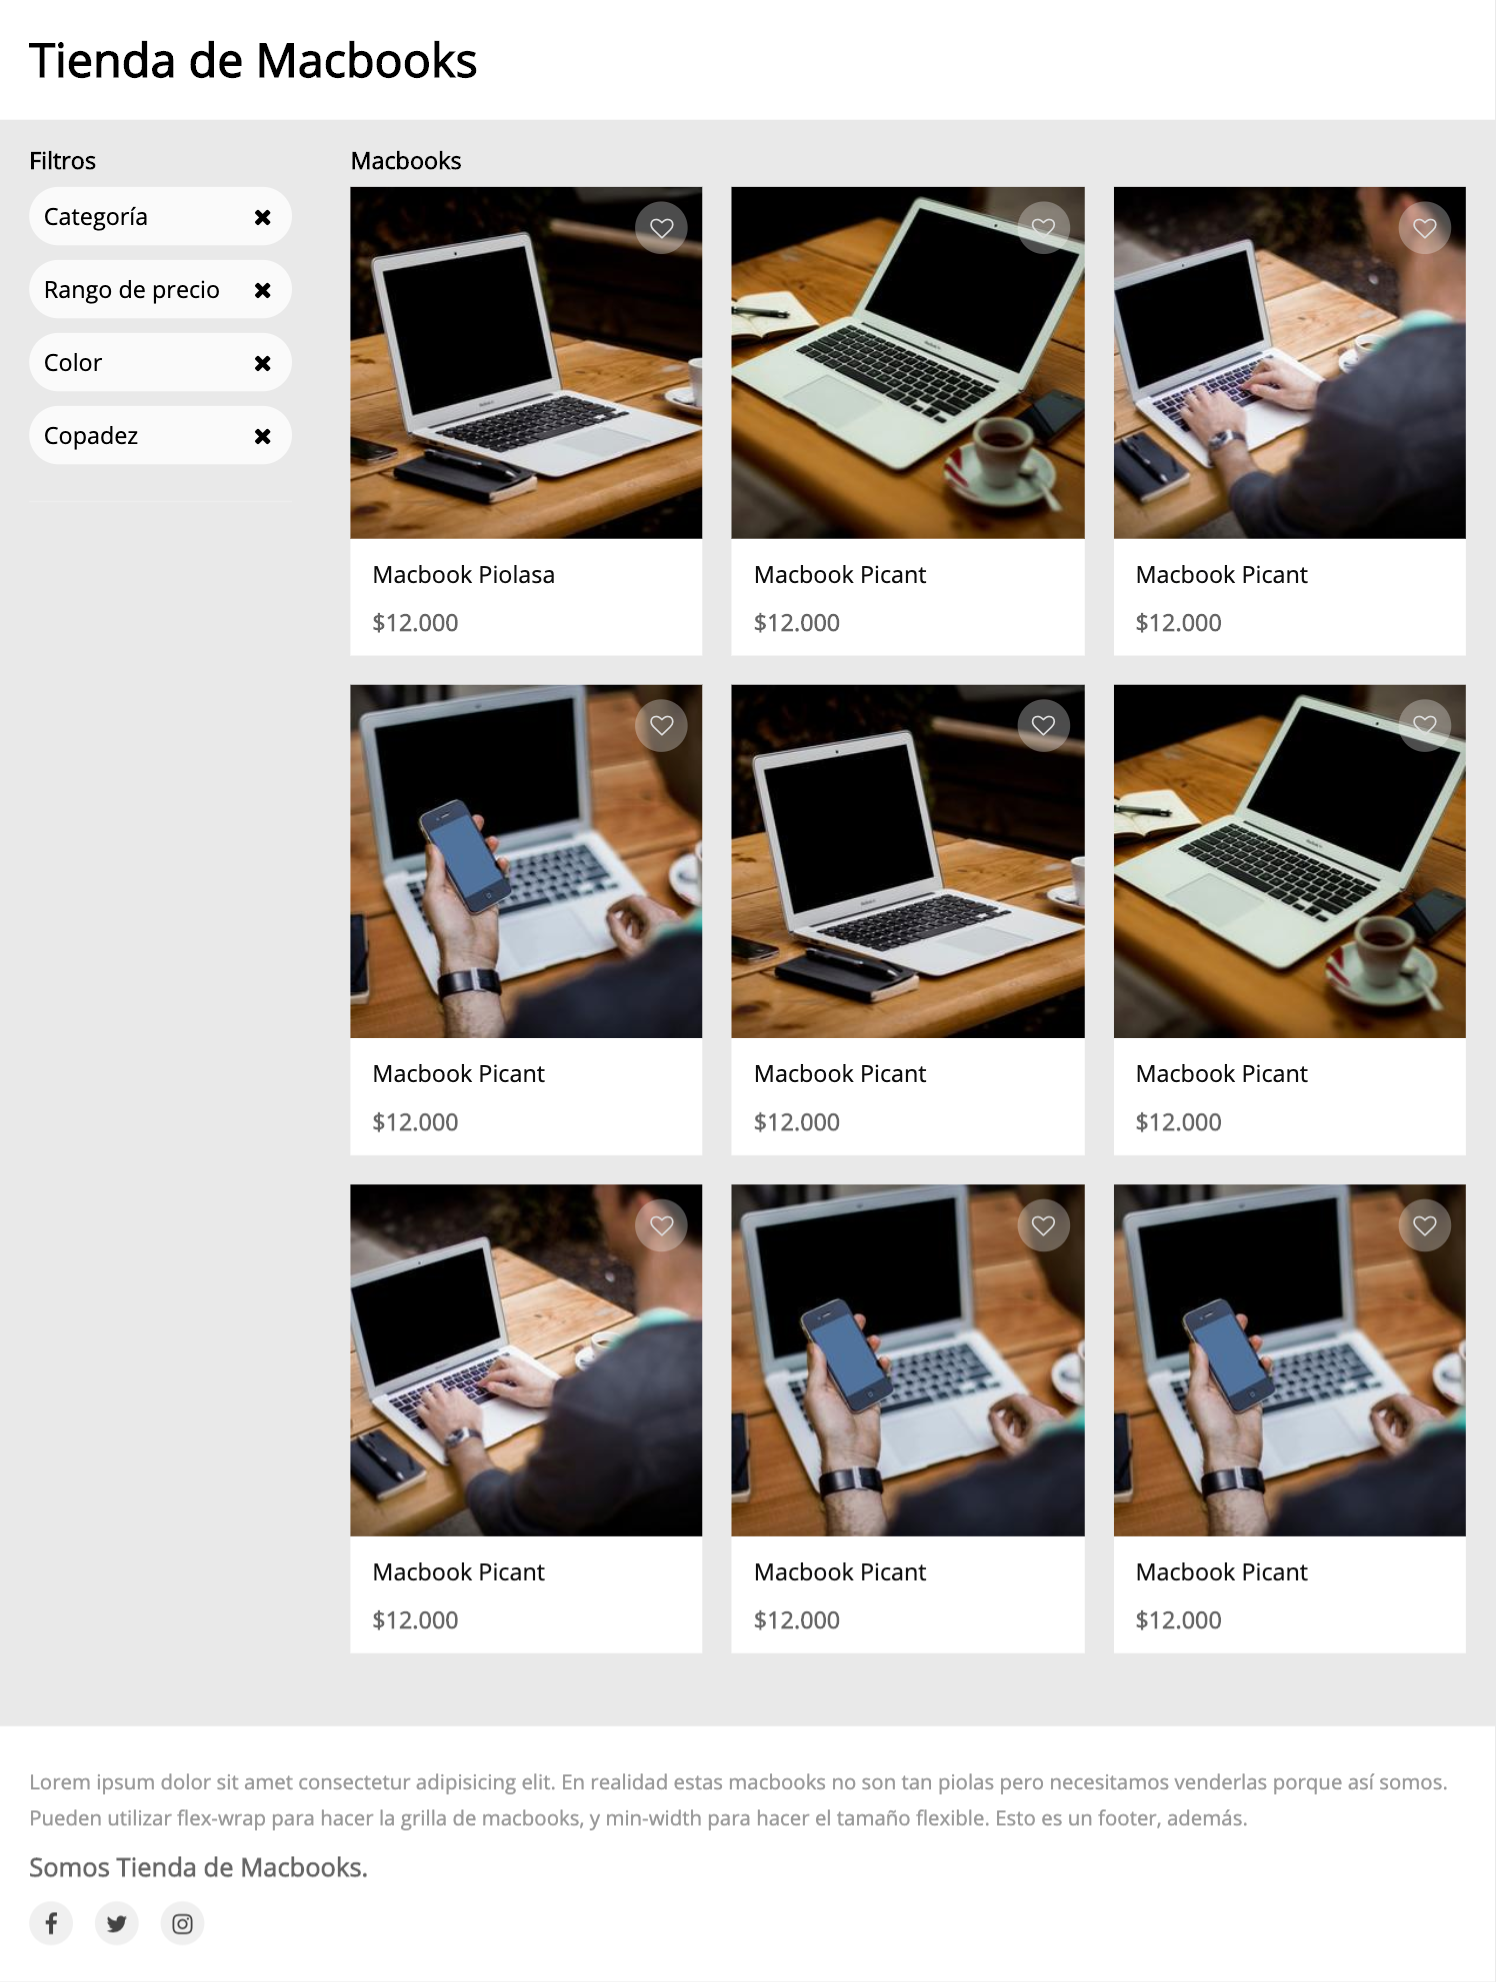 Tienda de Macbooks
Filtros
Categoría
Rango de precio
Color
Copadez
Macbooks
Macbook Piolasa
$12.000
Macbook Picant
$12.000
Macbook Picant
$12.000
Macbook Picant
$12.000
Macbook Picant
$12.000
Macbook Picant
$12.000
Macbook Picant
$12.000
Macbook Picant
$12.000
Macbook Picant
$12.000
Lorem ipsum dolor sit amet consectetur adipisicing elit. En realidad estas macbooks no son tan piolas pero necesitamos venderlas porque así somos.
Pueden utilizar flex-wrap para hacer la grilla de macbooks, y min-width para hacer el tamaño flexible. Esto es un footer, además.
Somos Tienda de Macbooks.